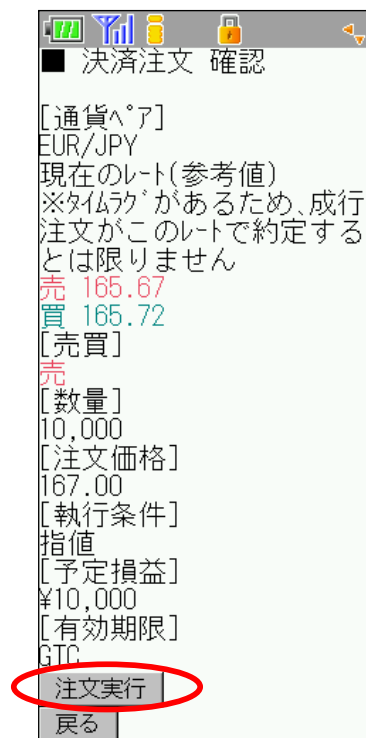 ■ 決済注文 確認
[通貨ﾍﾟｱ]
EUR/JPY
現在のﾚｰﾄ(参考値)
※ﾀｲﾑﾗｸﾞがあるため､成行
注文がこのﾚｰﾄで約定する
とは限りません
売 165.67
買 165.72
[売買]
売
[数量]
10,000
[注文価格]
167.00
[執行条件]
指値
[予定損益]
¥10,000
[有効期限]
GTC
注文実行
戻る